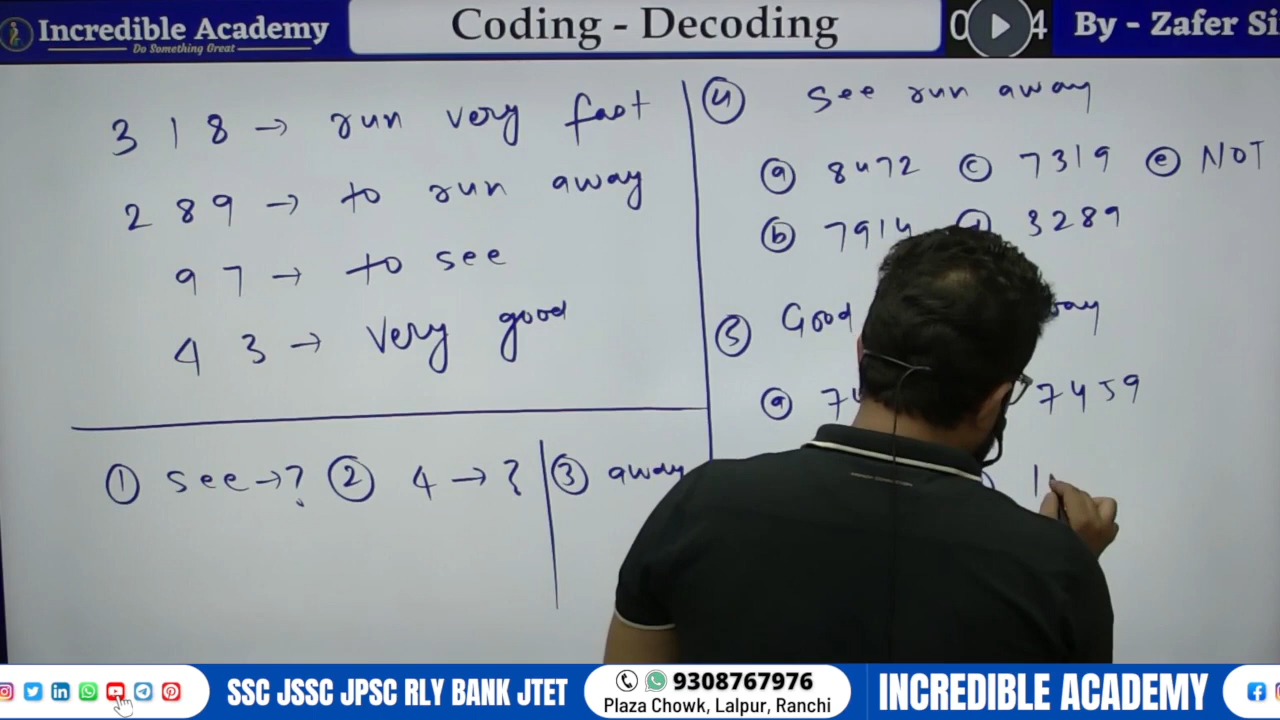 Incredible Academy
Do Something Great
Coding - Decoding
0 4
By - Zafer Si
3 1 8 → run very fast
2 8 9 → to run away
9 7 → to see
4 3 → very good
① see → ? ② 4 → ? ③ away
④ see run away
ⓐ 8472 ⓒ 7319 ⓔ NOT
ⓑ 7914 3289
⑤ Good
ⓐ 74 7459
SSC JSSC JPSC RLY BANK JTET
9308767976
Plaza Chowk, Lalpur, Ranchi
INCREDIBLE ACADEMY